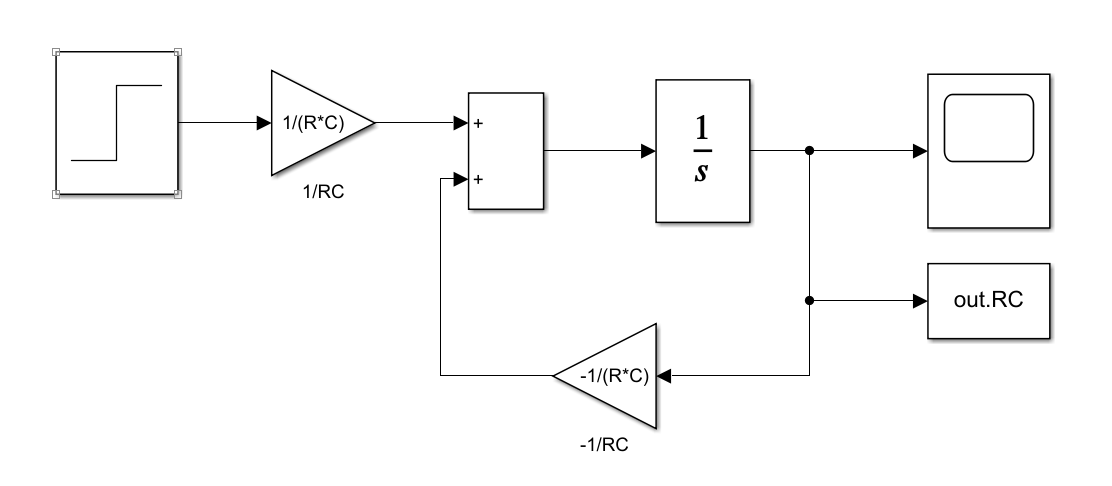 1/(R*C)
1/RC
+
+
1
s
out.RC
-1/(R*C)
-1/RC